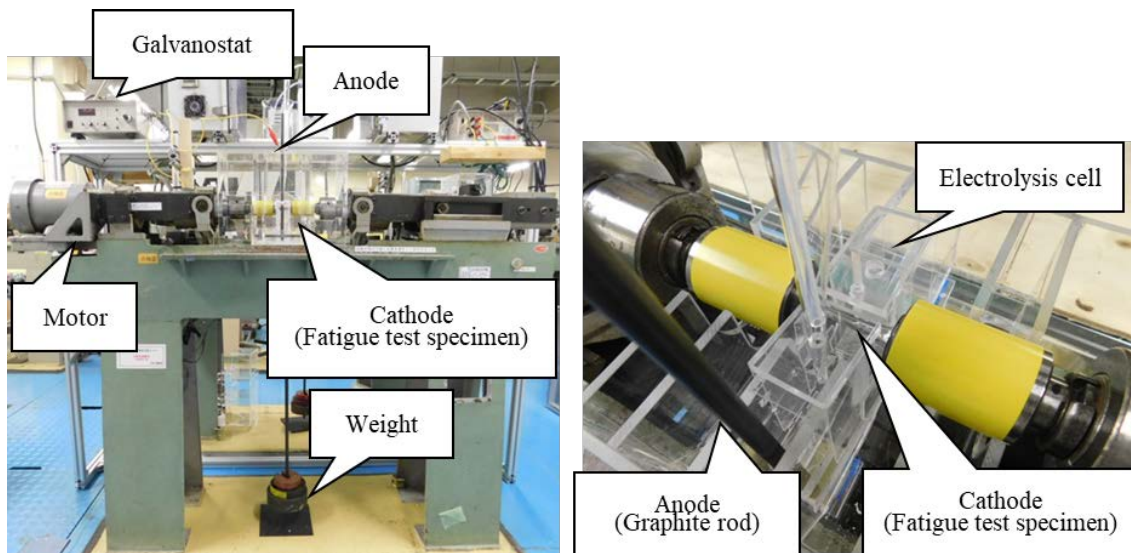 Galvanostat
Anode
Motor
Cathode
(Fatigue test specimen)
Weight
Electrolysis cell
Anode
(Graphite rod)
Cathode
(Fatigue test specimen)